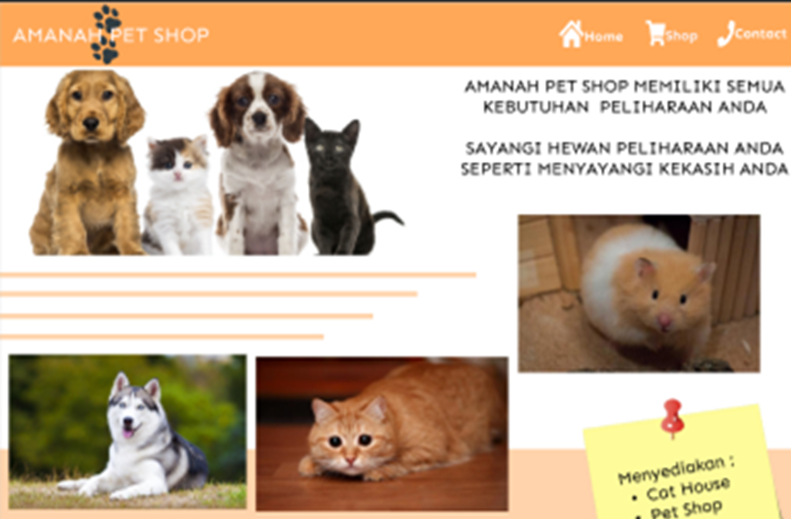 AMANAH PET SHOP
Home
Shop
Contact
AMANAH PET SHOP MEMILIKI SEMUA
KEBUTUHAN PELIHARAAN ANDA
SAYANGI HEWAN PELIHARAAN ANDA
SEPERTI MENYAYANGI KEKASIH ANDA
Menyediakan :
• Cat House
• Pet Shop